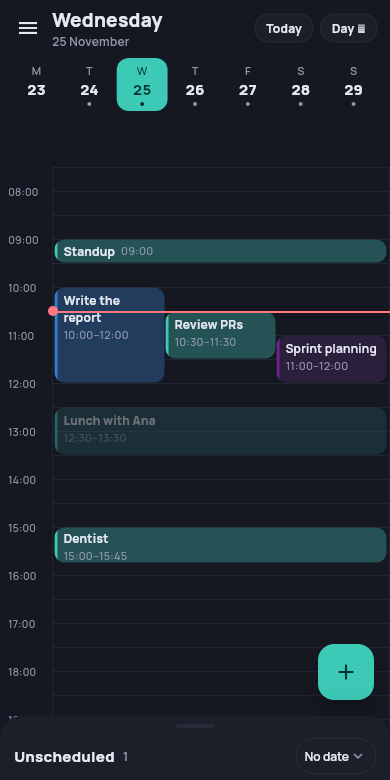 Wednesday
25 November
Today
Day
M T W T F S S
23 24 25 26 27 28 29
08:00
09:00
Standup 09:00
10:00
Write the
report
10:00–12:00
Review PRs
10:30–11:30
11:00
Sprint planning
11:00–12:00
12:00
Lunch with Ana
12:30–13:30
13:00
14:00
15:00
Dentist
15:00–15:45
16:00
17:00
18:00
Unscheduled 1
No date